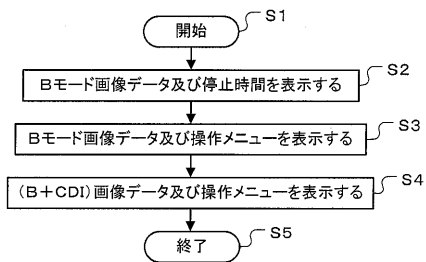 開始 S1
Bモード画像データ及び停止時間を表示する S2
Bモード画像データ及び操作メニューを表示する S3
(B+CDI)画像データ及び操作メニューを表示する S4
終了 S5